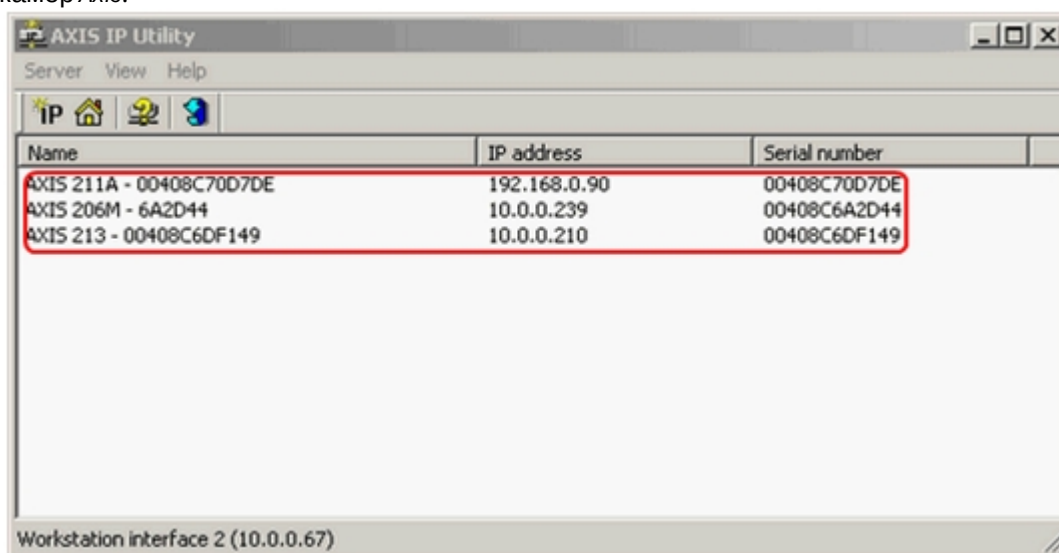 камер Axis.
AXIS IP Utility
Server View Help
IP
Name IP address Serial number
AXIS 211A - 00408C70D7DE 192.168.0.90 00408C70D7DE
AXIS 206M - 6A2D44 10.0.0.239 00408C6A2D44
AXIS 213 - 00408C6DF149 10.0.0.210 00408C6DF149
Workstation interface 2 (10.0.0.67)